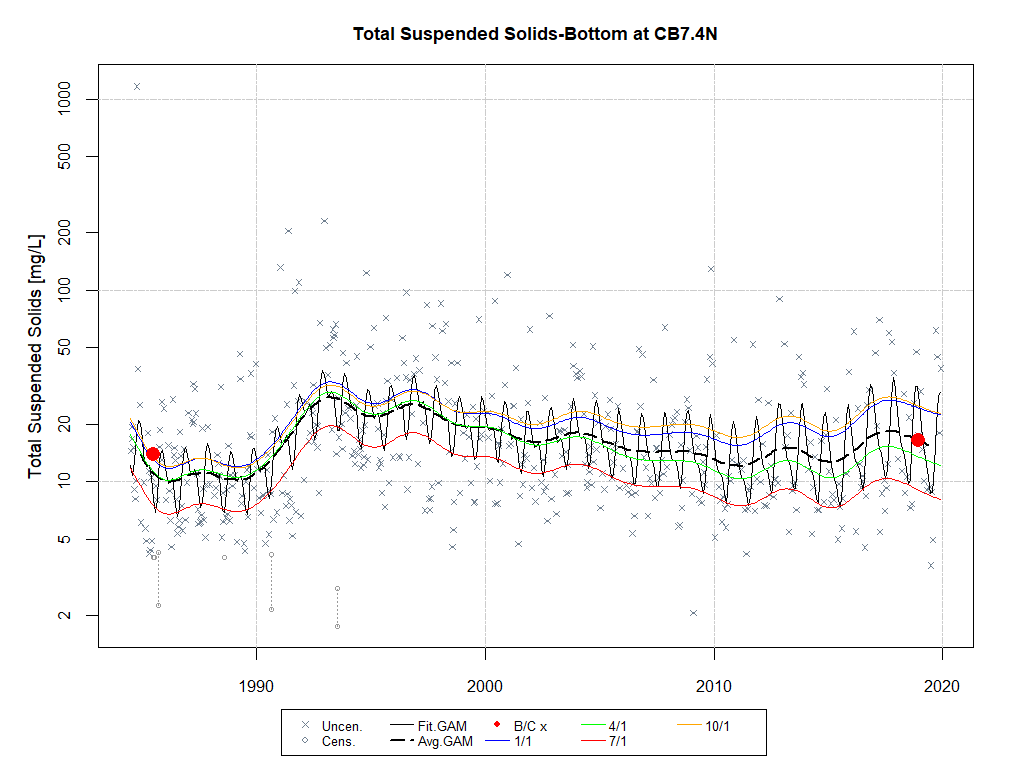 Total Suspended Solids-Bottom at CB7.4N
Total Suspended Solids [mg/L]
1000
500
200
100
50
20
10
5
2
1990 2000 2010 2020
Uncen. Fit.GAM B/C x 4/1 10/1
Cens. Avg.GAM 1/1 7/1